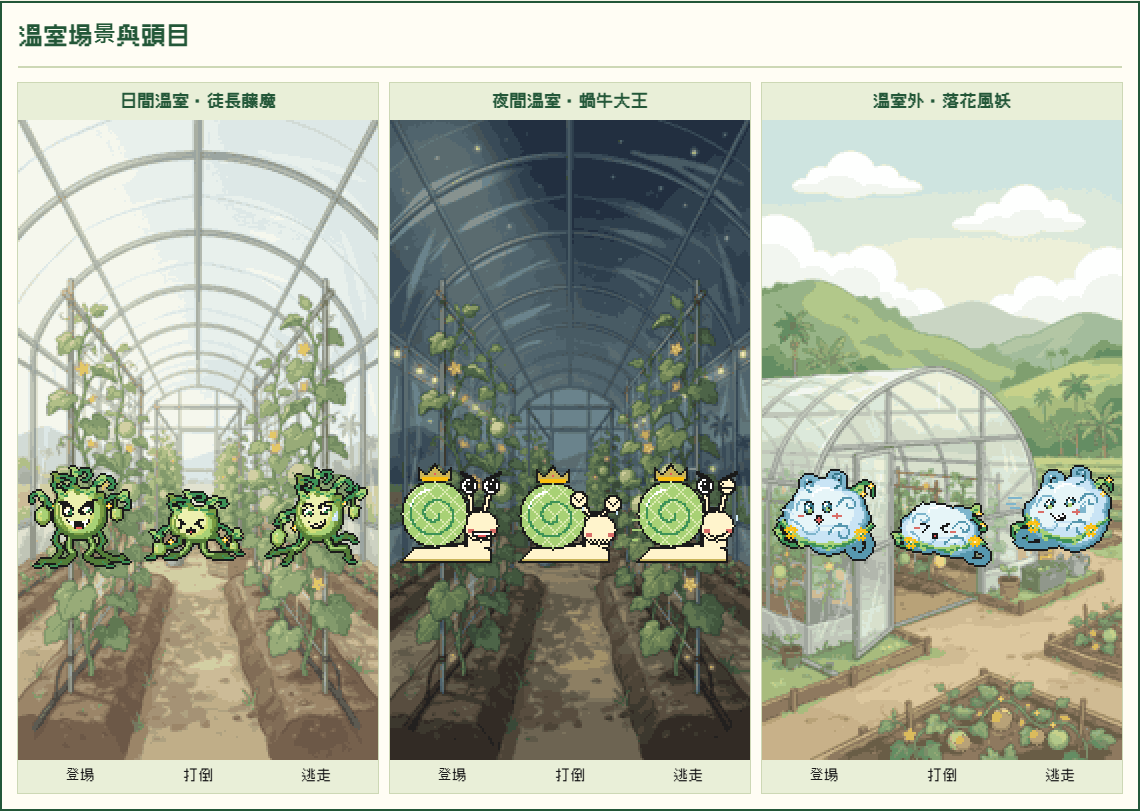 溫室場景與頭目
日間溫室・徒長藤魔
夜間溫室・蝸牛大王
溫室外・落花風妖
登場 打倒 逃走
登場 打倒 逃走
登場 打倒 逃走